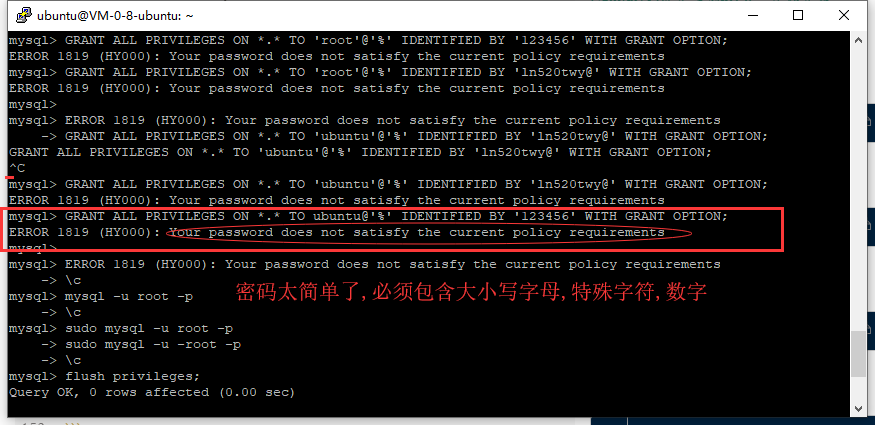 ubuntu@VM-0-8-ubuntu: ~
mysql> GRANT ALL PRIVILEGES ON *.* TO 'root'@'%' IDENTIFIED BY '123456' WITH GRANT OPTION;
ERROR 1819 (HY000): Your password does not satisfy the current policy requirements
mysql> GRANT ALL PRIVILEGES ON *.* TO 'root'@'%' IDENTIFIED BY 'ln520twy@' WITH GRANT OPTION;
ERROR 1819 (HY000): Your password does not satisfy the current policy requirements
mysql>
mysql> ERROR 1819 (HY000): Your password does not satisfy the current policy requirements
    -> GRANT ALL PRIVILEGES ON *.* TO 'ubuntu'@'%' IDENTIFIED BY 'ln520twy@' WITH GRANT OPTION;
GRANT ALL PRIVILEGES ON *.* TO 'ubuntu'@'%' IDENTIFIED BY 'ln520twy@' WITH GRANT OPTION;
^C
mysql> GRANT ALL PRIVILEGES ON *.* TO 'ubuntu'@'%' IDENTIFIED BY 'ln520twy@' WITH GRANT OPTION;
ERROR 1819 (HY000): Your password does not satisfy the current policy requirements
mysql> GRANT ALL PRIVILEGES ON *.* TO ubuntu@'%' IDENTIFIED BY '123456' WITH GRANT OPTION;
ERROR 1819 (HY000): Your password does not satisfy the current policy requirements
mysql>
mysql> ERROR 1819 (HY000): Your password does not satisfy the current policy requirements
    -> \c
密码太简单了,必须包含大小写字母,特殊字符,数字
mysql> mysql -u root -p
    -> \c
mysql> sudo mysql -u root -p
    -> sudo mysql -u -root -p
    -> \c
mysql> flush privileges;
Query OK, 0 rows affected (0.00 sec)